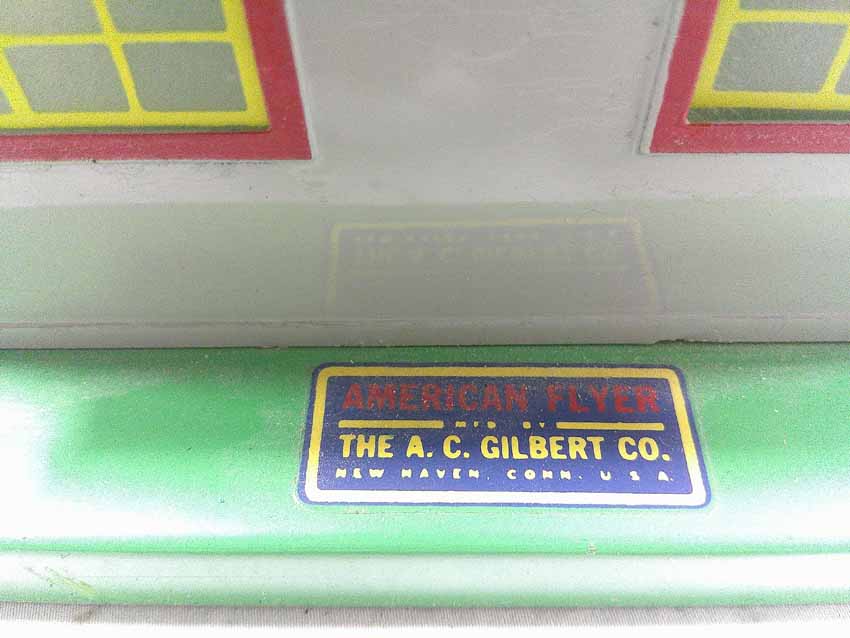 AMERICAN FLYER
MFD BY
THE A. C. GILBERT CO.
NEW HAVEN, CONN. U. S. A.